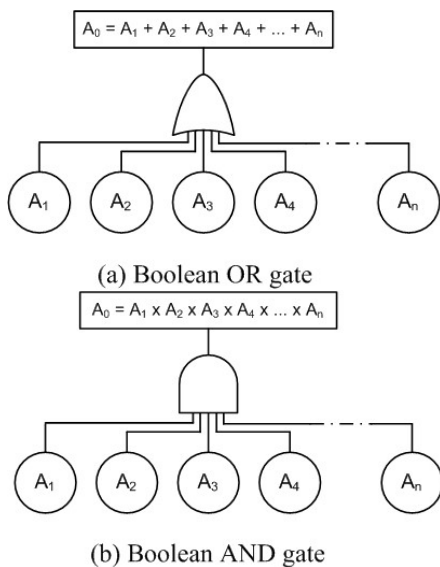 A₀ = A₁ + A₂ + A₃ + A₄ + ... + Aₙ
A₁ A₂ A₃ A₄ Aₙ
(a) Boolean OR gate
A₀ = A₁ x A₂ x A₃ x A₄ x ... x Aₙ
A₁ A₂ A₃ A₄ Aₙ
(b) Boolean AND gate